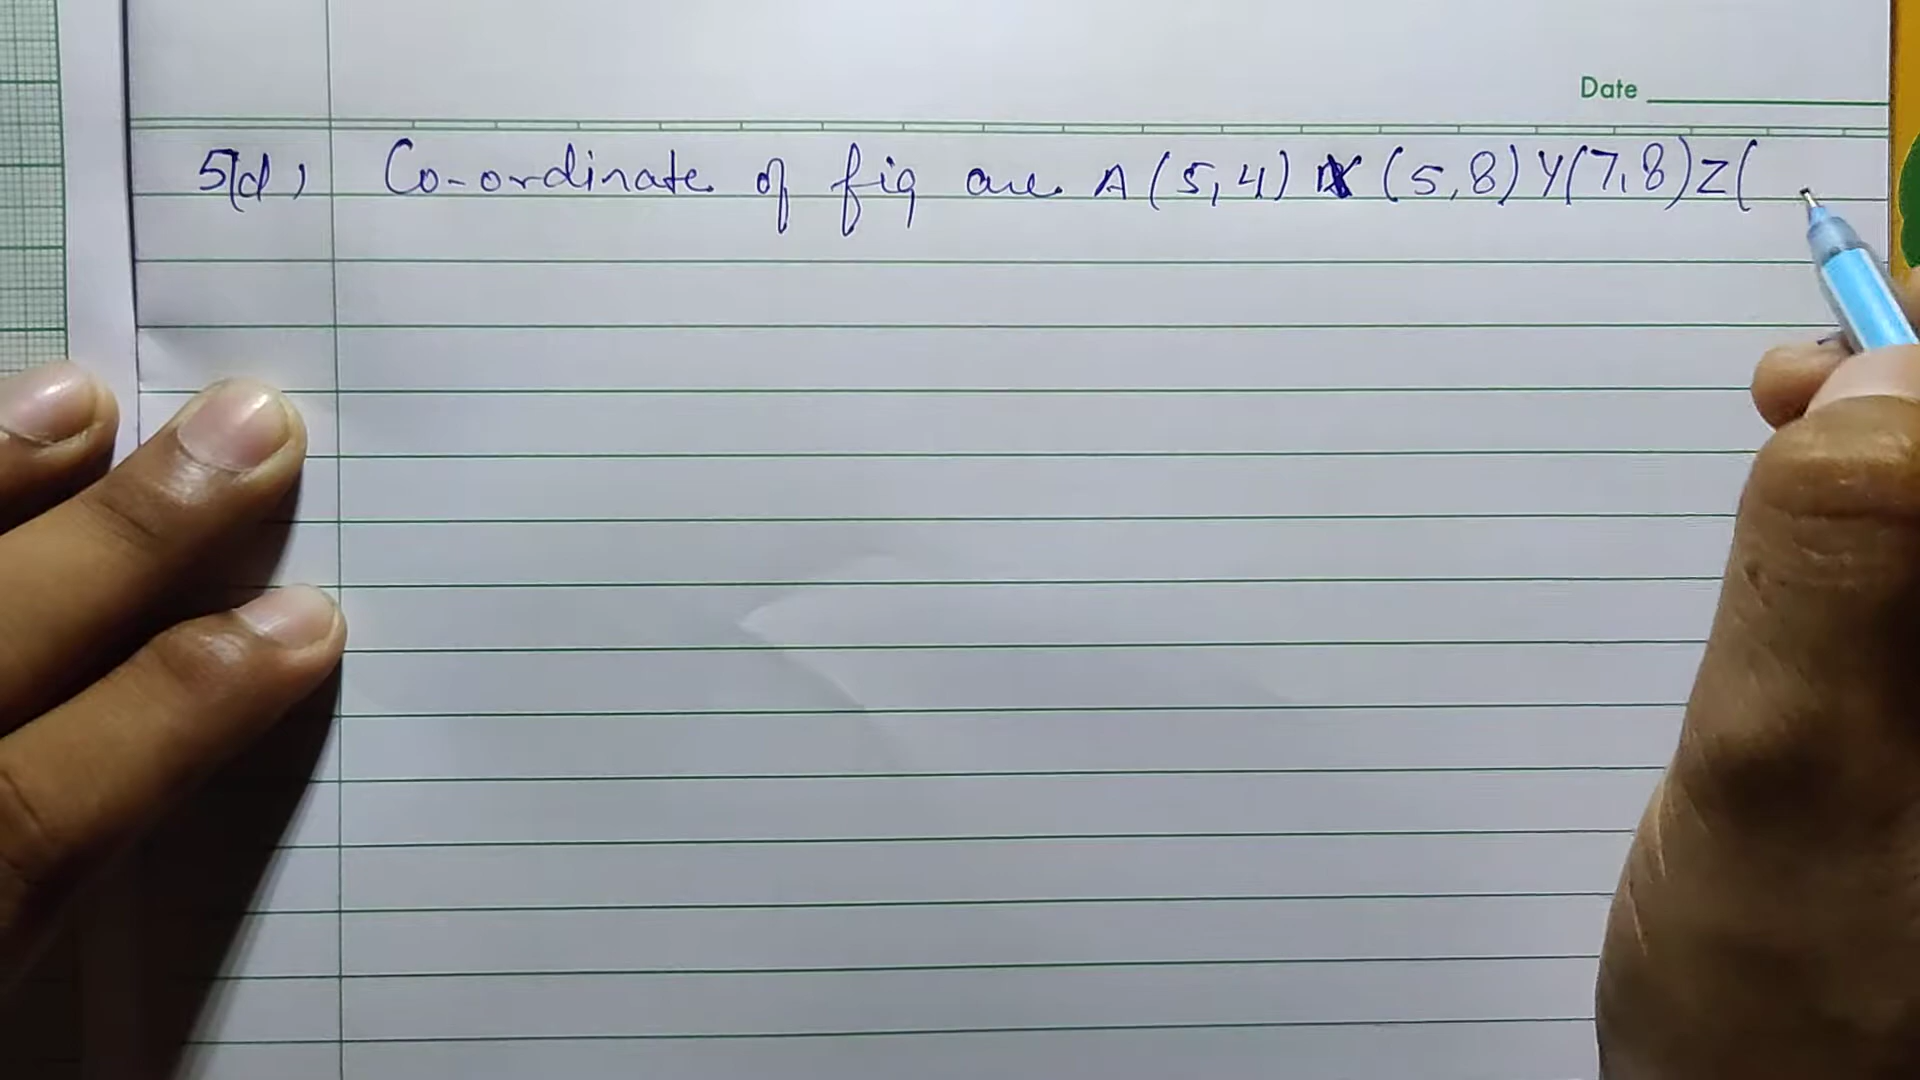 Date
5(d) Co-ordinate of fig are A (5,4) X (5,8) Y(7,8) Z(